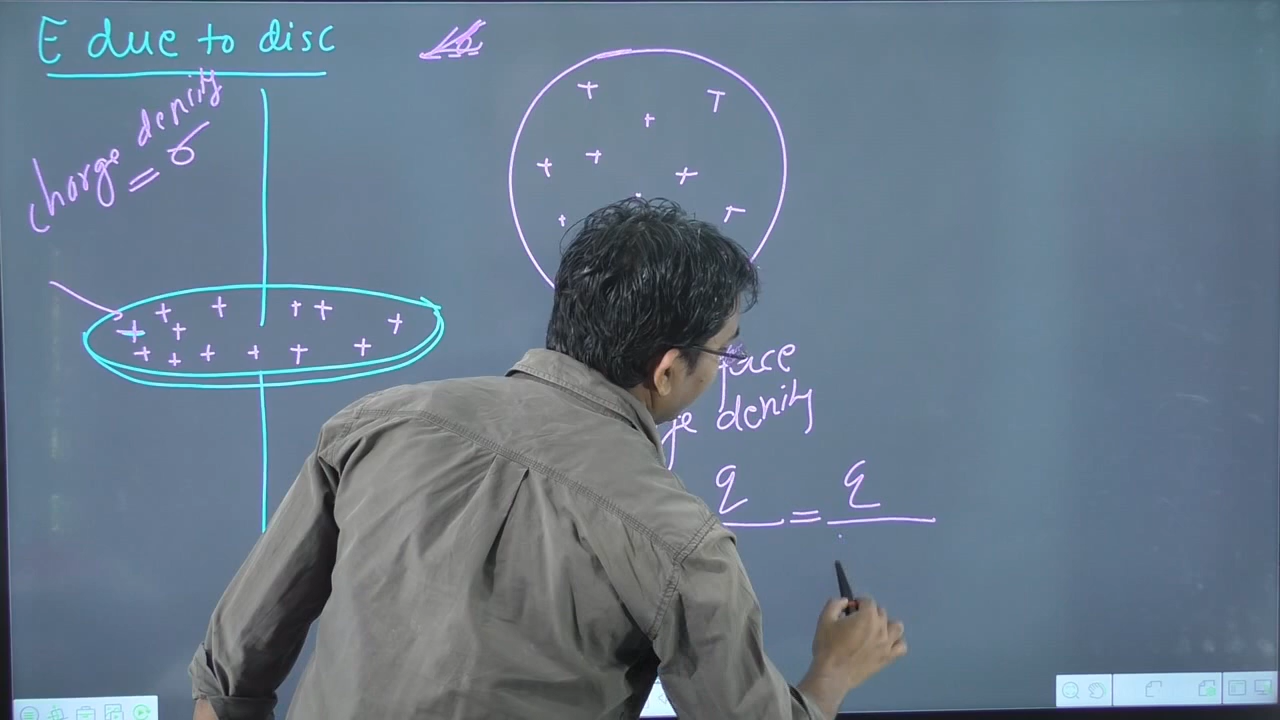 E due to disc
charge denity
= σ
face
ge denity
q = q